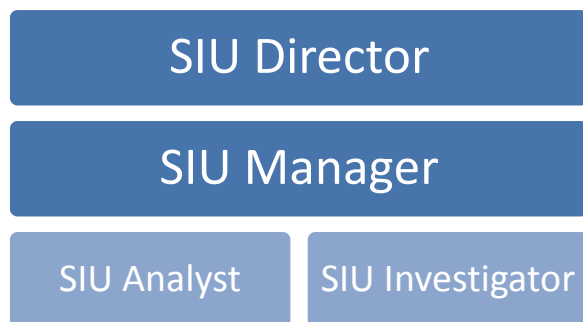 SIU Director
SIU Manager
SIU Analyst
SIU Investigator